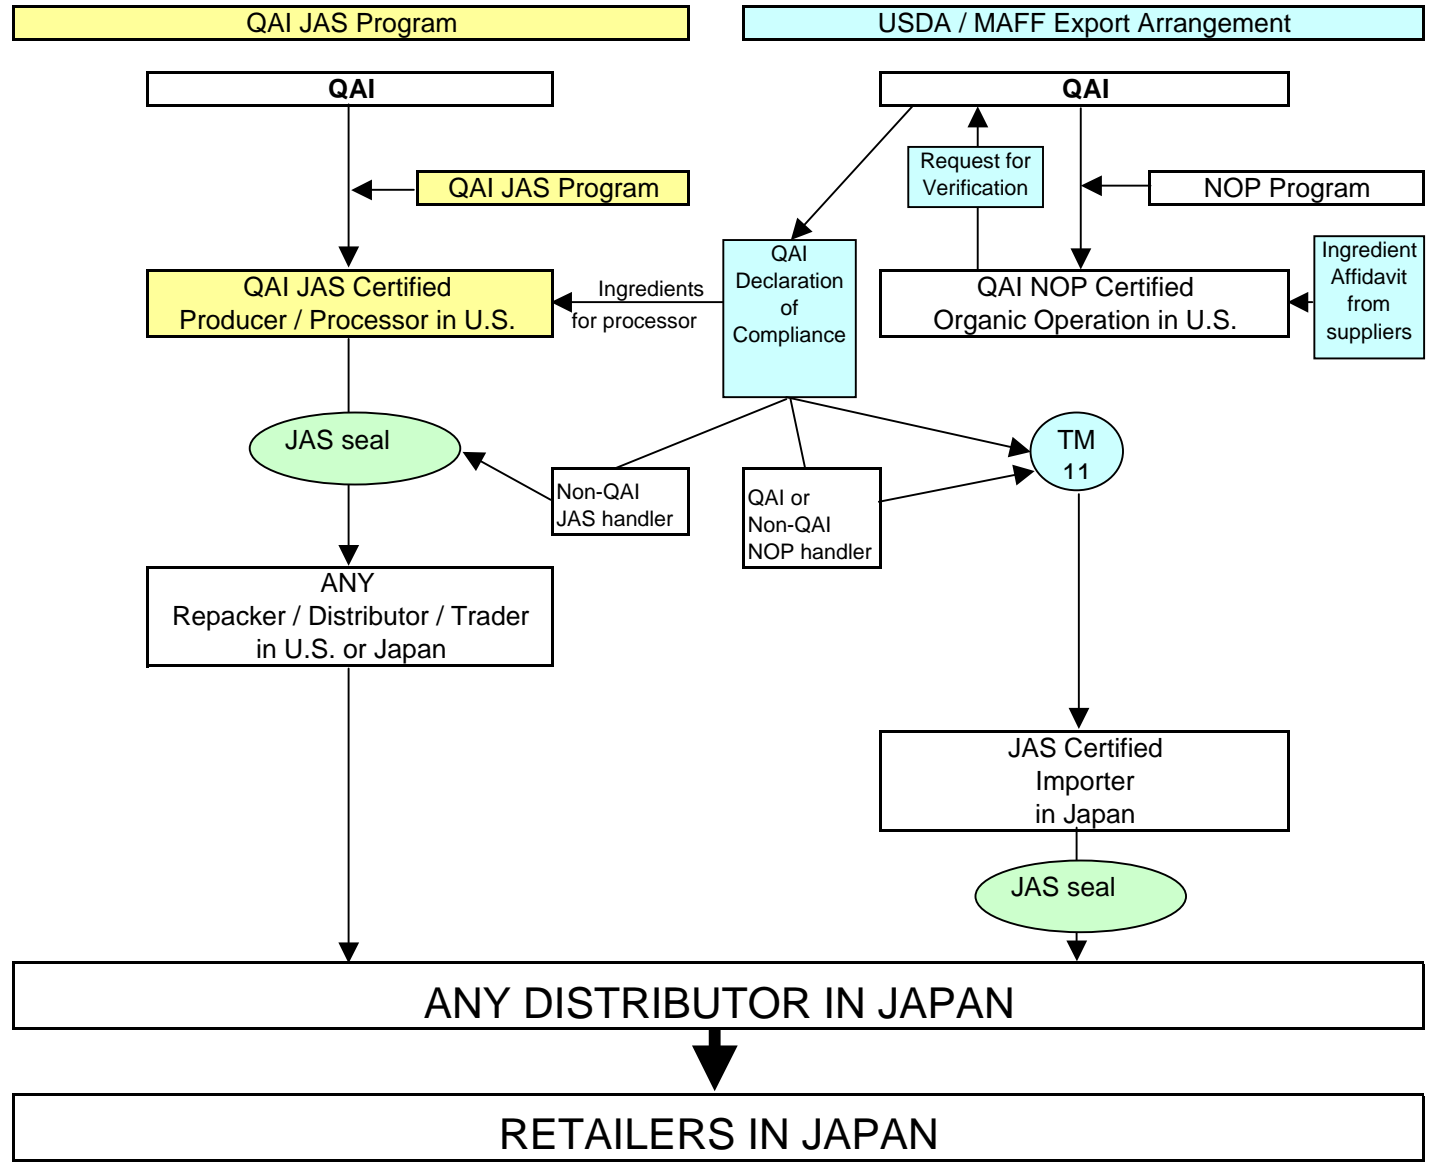 QAI JAS Program
USDA / MAFF Export Arrangement
QAI
QAI
Request for
Verification
QAI JAS Program
NOP Program
QAI
Declaration
of
Compliance
Ingredient
Affidavit
from
suppliers
QAI JAS Certified
Producer / Processor in U.S.
Ingredients
for processor
QAI NOP Certified
Organic Operation in U.S.
JAS seal
TM
11
Non-QAI
JAS handler
QAI or
Non-QAI
NOP handler
ANY
Repacker / Distributor / Trader
in U.S. or Japan
JAS Certified
Importer
in Japan
JAS seal
ANY DISTRIBUTOR IN JAPAN
RETAILERS IN JAPAN